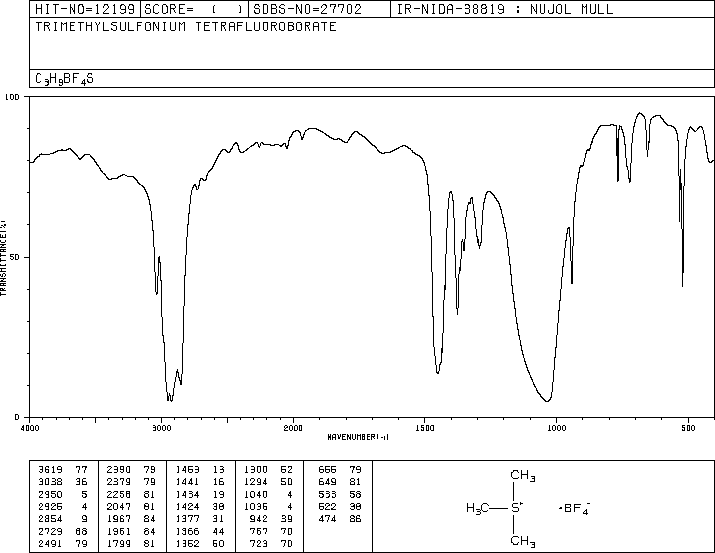 HIT-NO=12199 SCORE= ( ) SDBS-NO=27702 IR-NIDA-38819 : NUJOL MULL
TRIMETHYLSULFONIUM TETRAFLUOROBORATE
C3H9BF4S
100
50
0
TRANSMITTANCE(%)
4000 3000 2000 1500 1000 500
WAVENUMBER(-1)
3619 77 2390 79 1453 13 1300 52 655 79
3038 36 2379 79 1441 16 1294 50 649 81
2950 5 2258 81 1434 19 1040 4 533 58
2925 4 2047 81 1424 38 1036 4 522 38
2854 9 1967 84 1377 31 942 39 474 86
2729 68 1951 84 1366 44 767 70
2491 79 1799 81 1352 50 723 70
CH3
H3C—S+ •BF4-
CH3